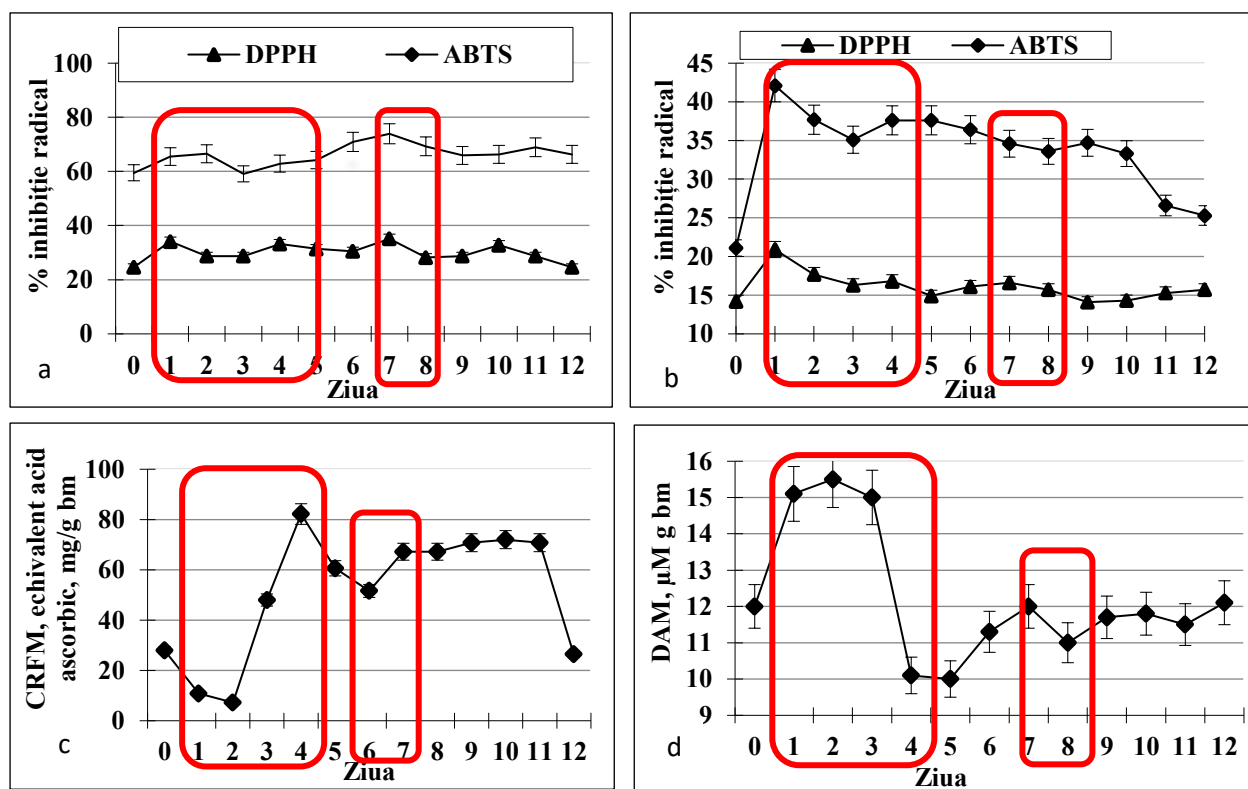 DPPH ABTS
100
80
60
40
20
0
% inhibiție radical
0 1 2 3 4 5 6 7 8 9 10 11 12
Ziua
a
DPPH ABTS
45
40
35
30
25
20
15
10
% inhibiție radical
0 1 2 3 4 5 6 7 8 9 10 11 12
Ziua
b
100
80
60
40
20
0
CRFM, echivalent acid
ascorbic, mg/g bm
0 1 2 3 4 5 6 7 8 9 10 11 12
Ziua
c
16
15
14
13
12
11
10
9
DAM, µM g bm
0 1 2 3 4 5 6 7 8 9 10 11 12
Ziua
d